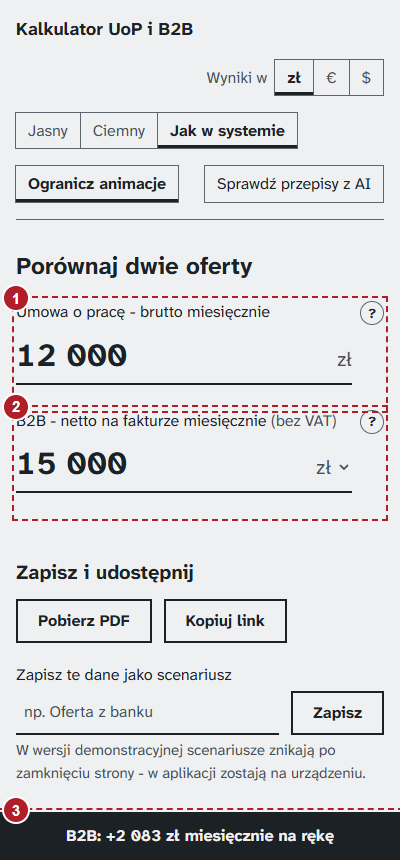 Kalkulator UoP i B2B
Wyniki w zł € $
Jasny Ciemny Jak w systemie
Ogranicz animacje Sprawdź przepisy z AI
Porównaj dwie oferty
1
Umowa o pracę - brutto miesięcznie ?
12 000 zł
2
B2B - netto na fakturze miesięcznie (bez VAT) ?
15 000 zł
Zapisz i udostępnij
Pobierz PDF Kopiuj link
Zapisz te dane jako scenariusz
np. Oferta z banku Zapisz
W wersji demonstracyjnej scenariusze znikają po
zamknięciu strony - w aplikacji zostają na urządzeniu.
3
B2B: +2 083 zł miesięcznie na rękę